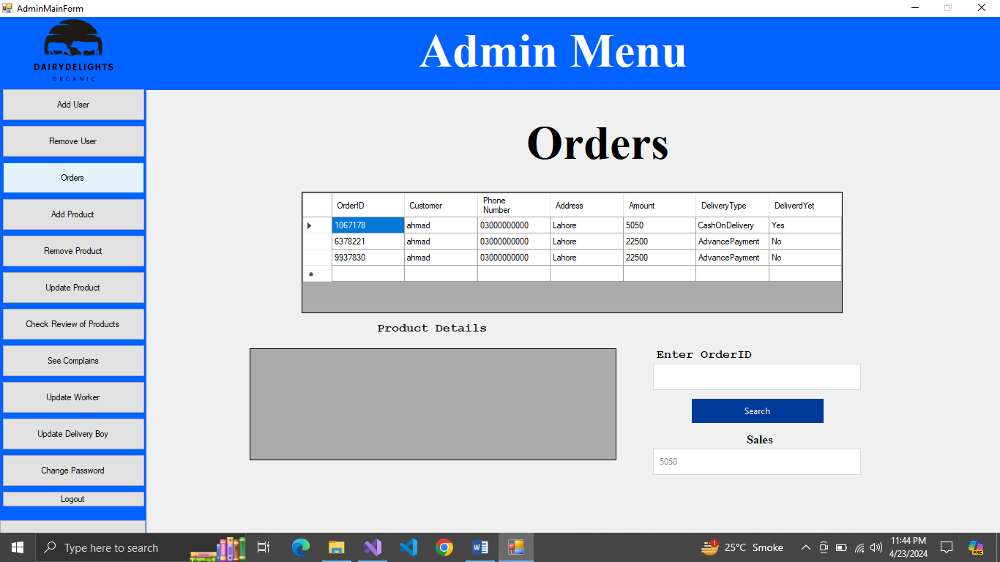 AdminMainForm
DAIRYDELIGHTS
ORGANIC
Admin Menu
Add User
Remove User
Orders
Add Product
Remove Product
Update Product
Check Review of Products
See Complains
Update Worker
Update Delivery Boy
Change Password
Logout
Orders
OrderID Customer Phone Number Address Amount DeliveryType DeliverdYet
1067178 ahmad 03000000000 Lahore 5050 CashOnDelivery Yes
6378221 ahmad 03000000000 Lahore 22500 AdvancePayment No
9937830 ahmad 03000000000 Lahore 22500 AdvancePayment No
Product Details
Enter OrderID
Search
Sales
5050
Type here to search
1
25°C Smoke
11:44 PM
4/23/2024
PRE